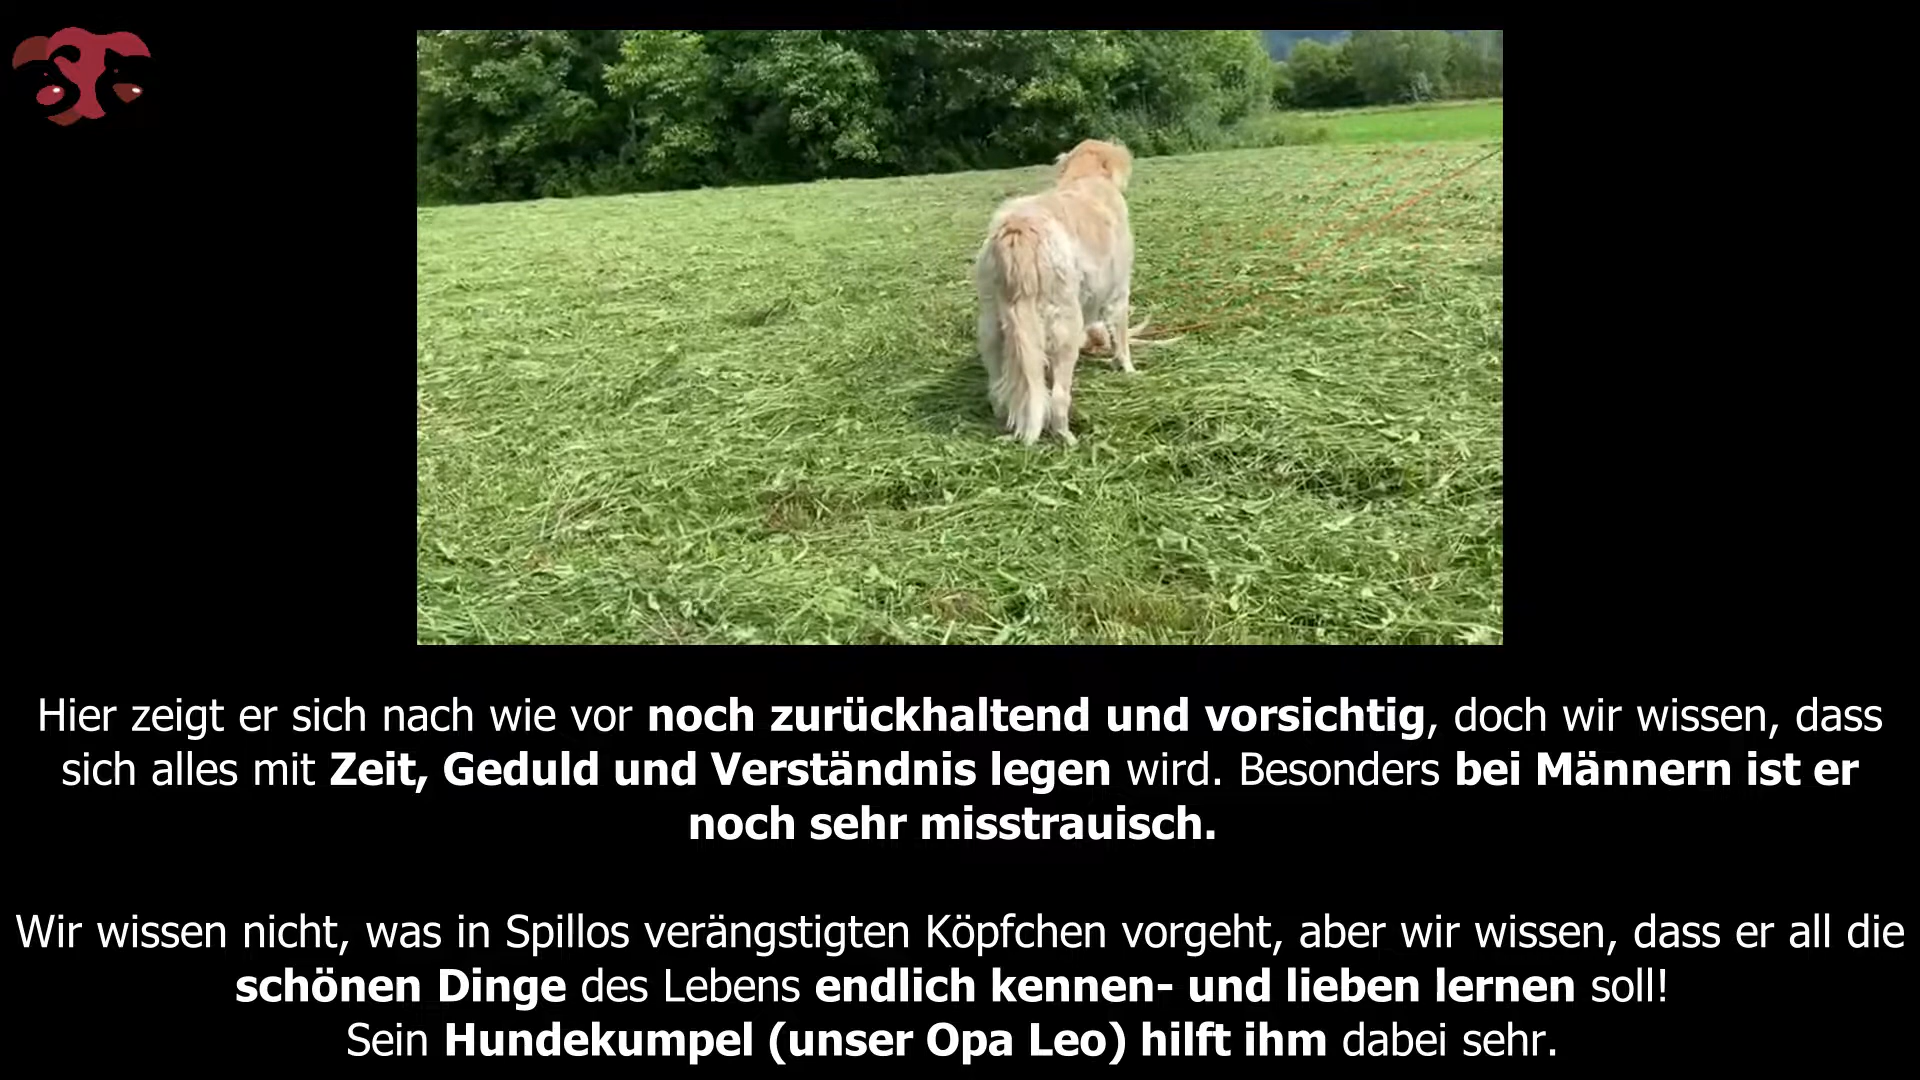 Hier zeigt er sich nach wie vor noch zurückhaltend und vorsichtig, doch wir wissen, dass
sich alles mit Zeit, Geduld und Verständnis legen wird. Besonders bei Männern ist er
noch sehr misstrauisch.
Wir wissen nicht, was in Spillos verängstigten Köpfchen vorgeht, aber wir wissen, dass er all die
schönen Dinge des Lebens endlich kennen- und lieben lernen soll!
Sein Hundekumpel (unser Opa Leo) hilft ihm dabei sehr.